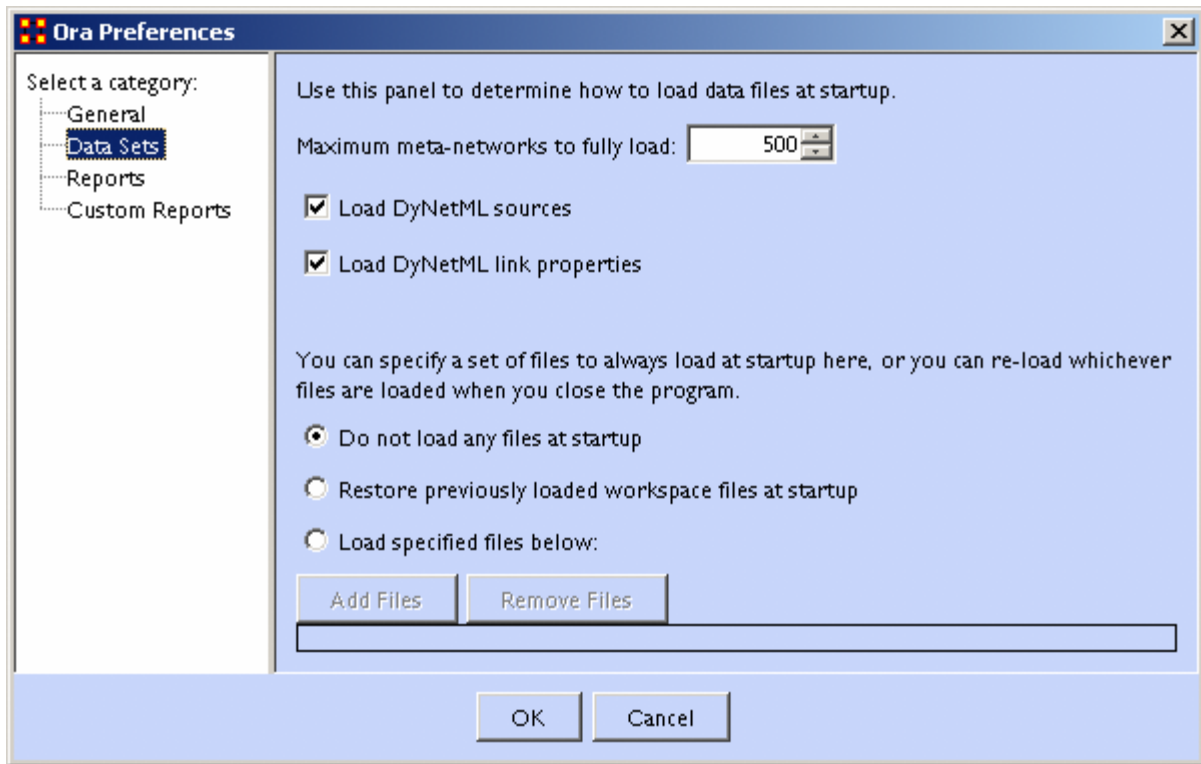 Ora Preferences
Select a category:
General
Data Sets
Reports
Custom Reports
Use this panel to determine how to load data files at startup.
Maximum meta-networks to fully load: 500
Load DyNetML sources
Load DyNetML link properties
You can specify a set of files to always load at startup here, or you can re-load whichever
files are loaded when you close the program.
Do not load any files at startup
Restore previously loaded workspace files at startup
Load specified files below:
Add Files Remove Files
OK Cancel